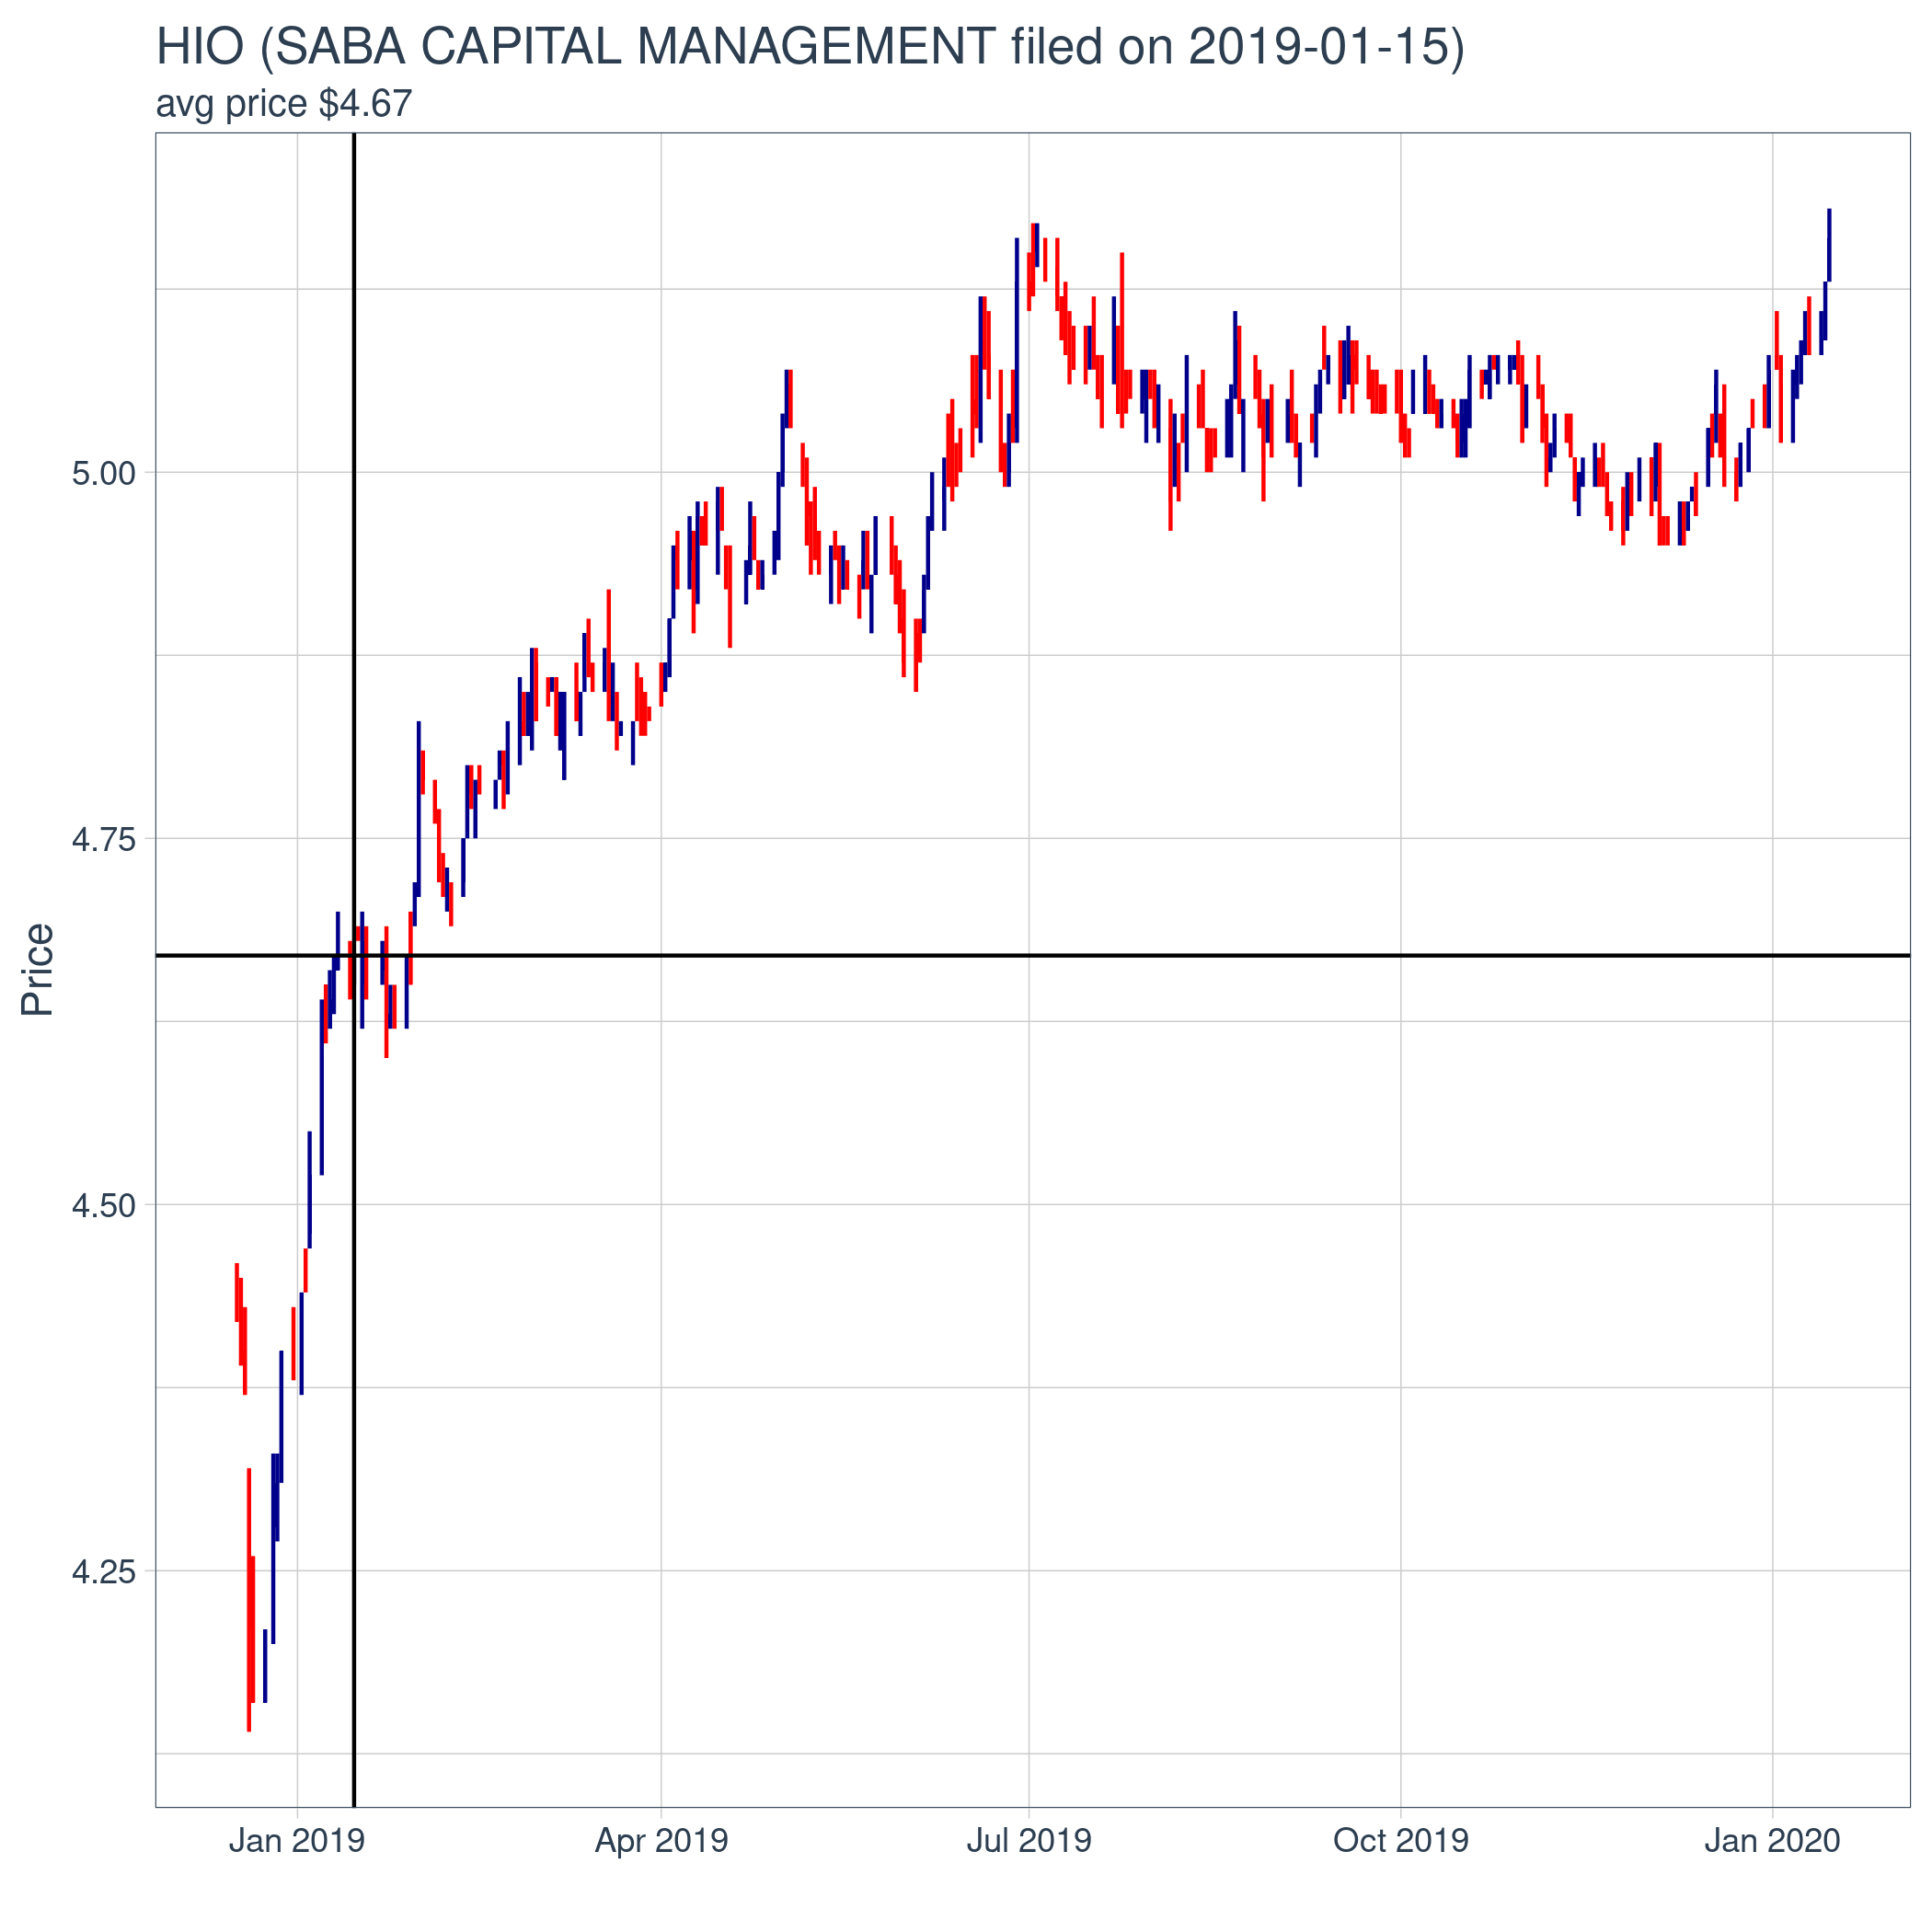 HIO (SABA CAPITAL MANAGEMENT filed on 2019-01-15)
avg price $4.67
Price
5.00
4.75
4.50
4.25
Jan 2019 Apr 2019 Jul 2019 Oct 2019 Jan 2020